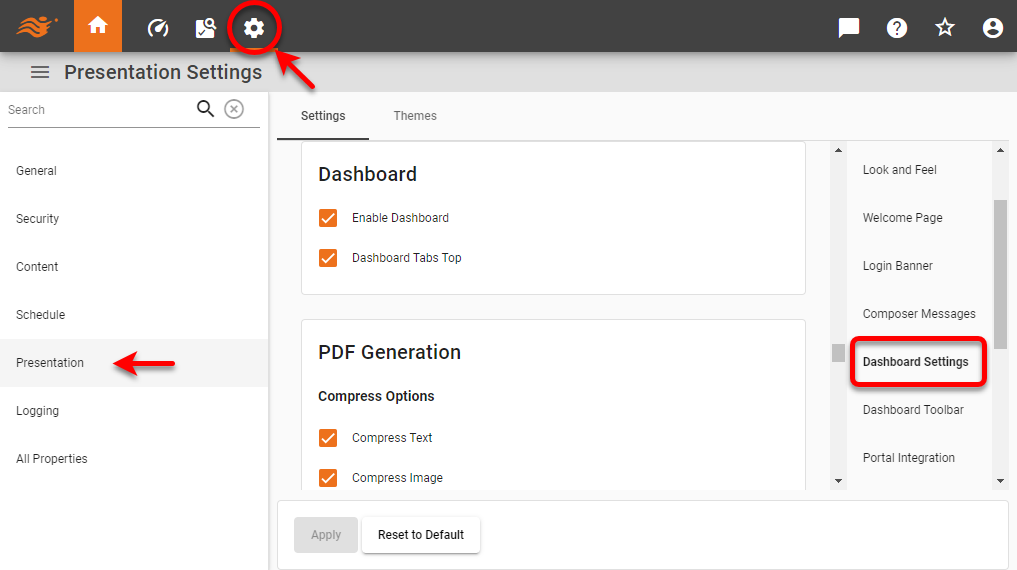 Presentation Settings
Search
General
Security
Content
Schedule
Presentation
Logging
All Properties
Settings Themes
Dashboard
Enable Dashboard
Dashboard Tabs Top
PDF Generation
Compress Options
Compress Text
Compress Image
Look and Feel
Welcome Page
Login Banner
Composer Messages
Dashboard Settings
Dashboard Toolbar
Portal Integration
Apply Reset to Default